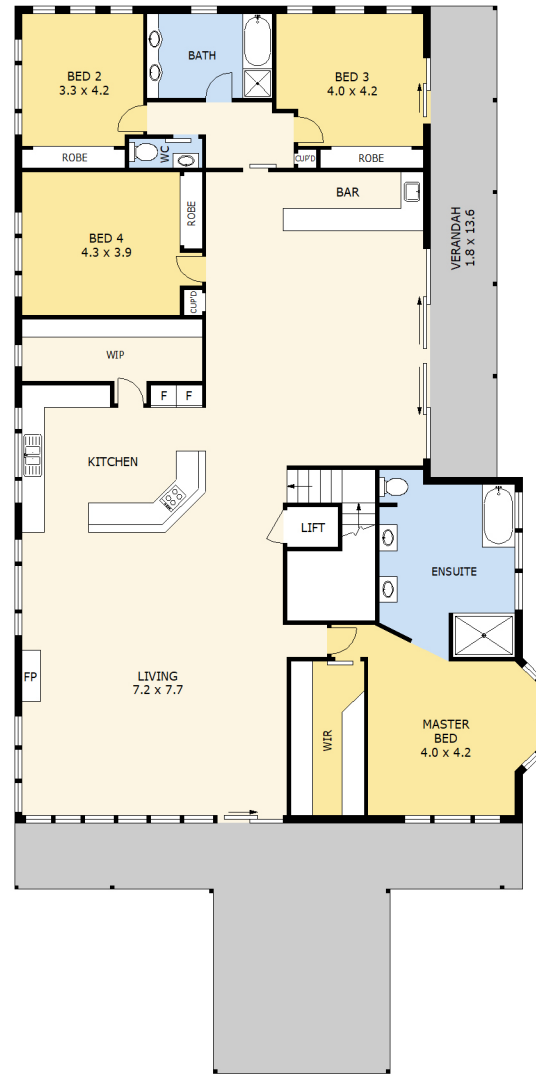 BED 2
3.3 x 4.2
BATH
BED 3
4.0 x 4.2
ROBE
WC
CUP'D
ROBE
BED 4
4.3 x 3.9
ROBE
CUP'D
BAR
VERANDAH
1.8 x 13.6
WIP
F
F
KITCHEN
LIFT
ENSUITE
FP
LIVING
7.2 x 7.7
WIR
MASTER
BED
4.0 x 4.2